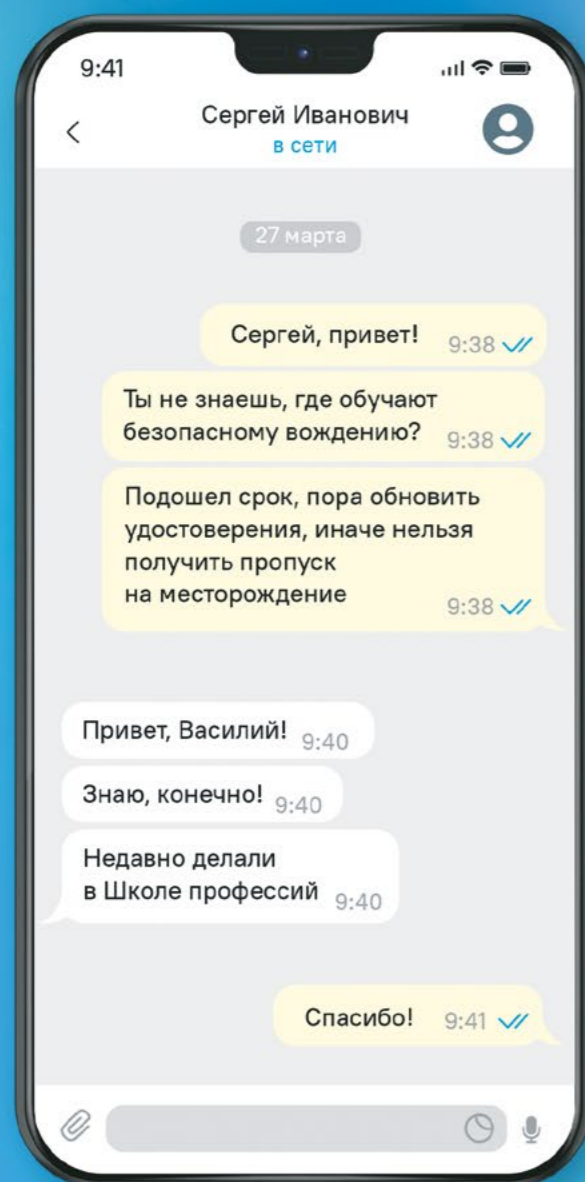 9:41
Сергей Иванович
в сети
27 марта
Сергей, привет! 9:38
Ты не знаешь, где обучают
безопасному вождению? 9:38
Подошел срок, пора обновить
удостоверения, иначе нельзя
получить пропуск
на месторождение 9:38
Привет, Василий! 9:40
Знаю, конечно! 9:40
Недавно делали
в Школе профессий 9:40
Спасибо! 9:41